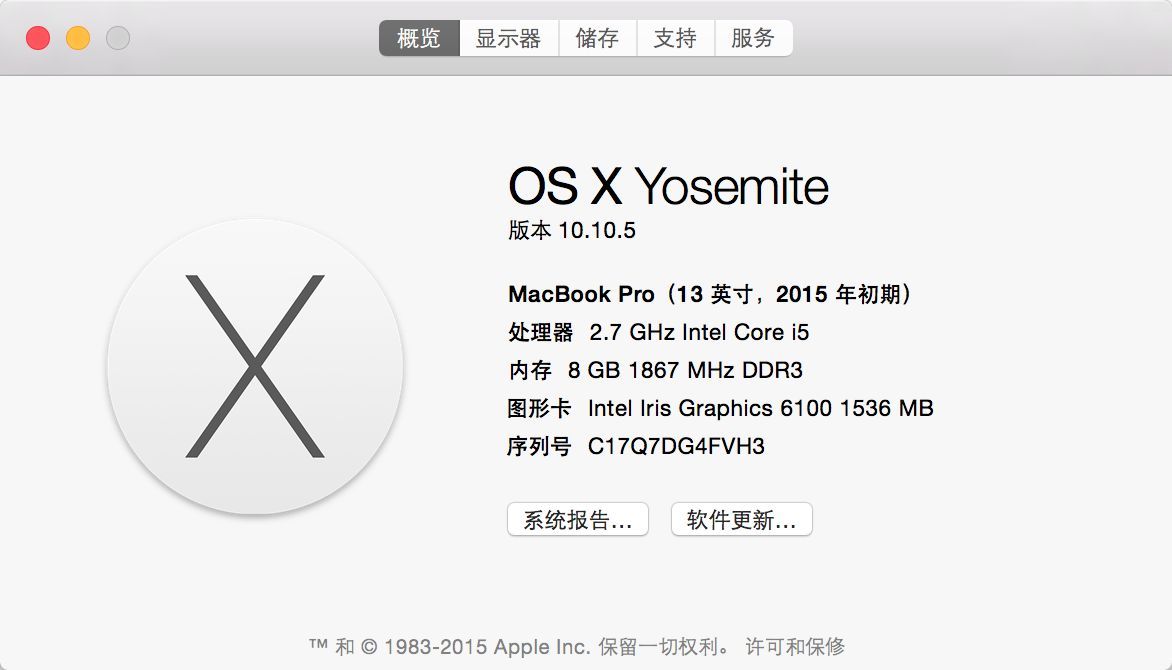 概览 显示器 储存 支持 服务
OS X Yosemite
版本 10.10.5
MacBook Pro（13 英寸，2015 年初期）
处理器 2.7 GHz Intel Core i5
内存 8 GB 1867 MHz DDR3
图形卡 Intel Iris Graphics 6100 1536 MB
序列号 C17Q7DG4FVH3
系统报告... 软件更新...
™ 和 © 1983-2015 Apple Inc. 保留一切权利。 许可和保修